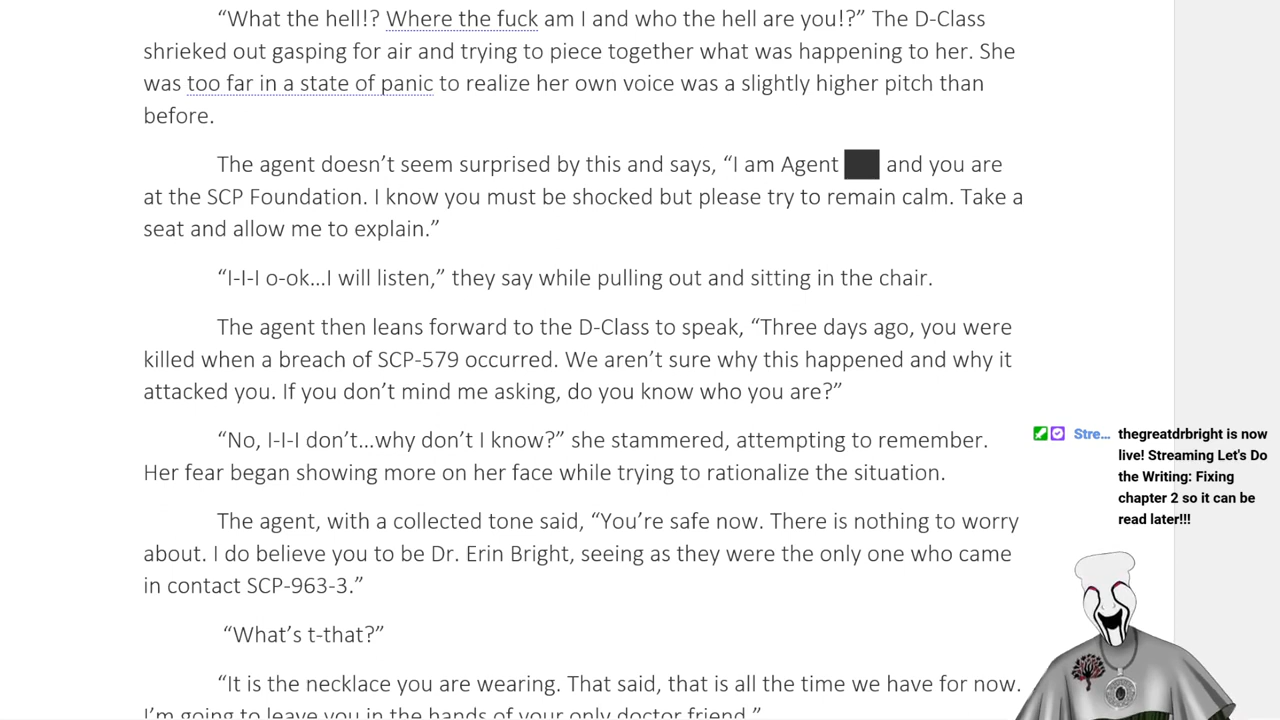 “What the hell!? Where the fuck am I and who the hell are you!?” The D-Class
shrieked out gasping for air and trying to piece together what was happening to her. She
was too far in a state of panic to realize her own voice was a slightly higher pitch than
before.
The agent doesn’t seem surprised by this and says, “I am Agent and you are
at the SCP Foundation. I know you must be shocked but please try to remain calm. Take a
seat and allow me to explain.”
“I-I-I o-ok…I will listen,” they say while pulling out and sitting in the chair.
The agent then leans forward to the D-Class to speak, “Three days ago, you were
killed when a breach of SCP-579 occurred. We aren’t sure why this happened and why it
attacked you. If you don’t mind me asking, do you know who you are?”
“No, I-I-I don’t…why don’t I know?” she stammered, attempting to remember.
Her fear began showing more on her face while trying to rationalize the situation.
The agent, with a collected tone said, “You’re safe now. There is nothing to worry
about. I do believe you to be Dr. Erin Bright, seeing as they were the only one who came
in contact SCP-963-3.”
“What’s t-that?”
“It is the necklace you are wearing. That said, that is all the time we have for now.
I’m going to leave you in the hands of your only doctor friend.”
Stre... thegreatdrbright is now
live! Streaming Let's Do
the Writing: Fixing
chapter 2 so it can be
read later!!!